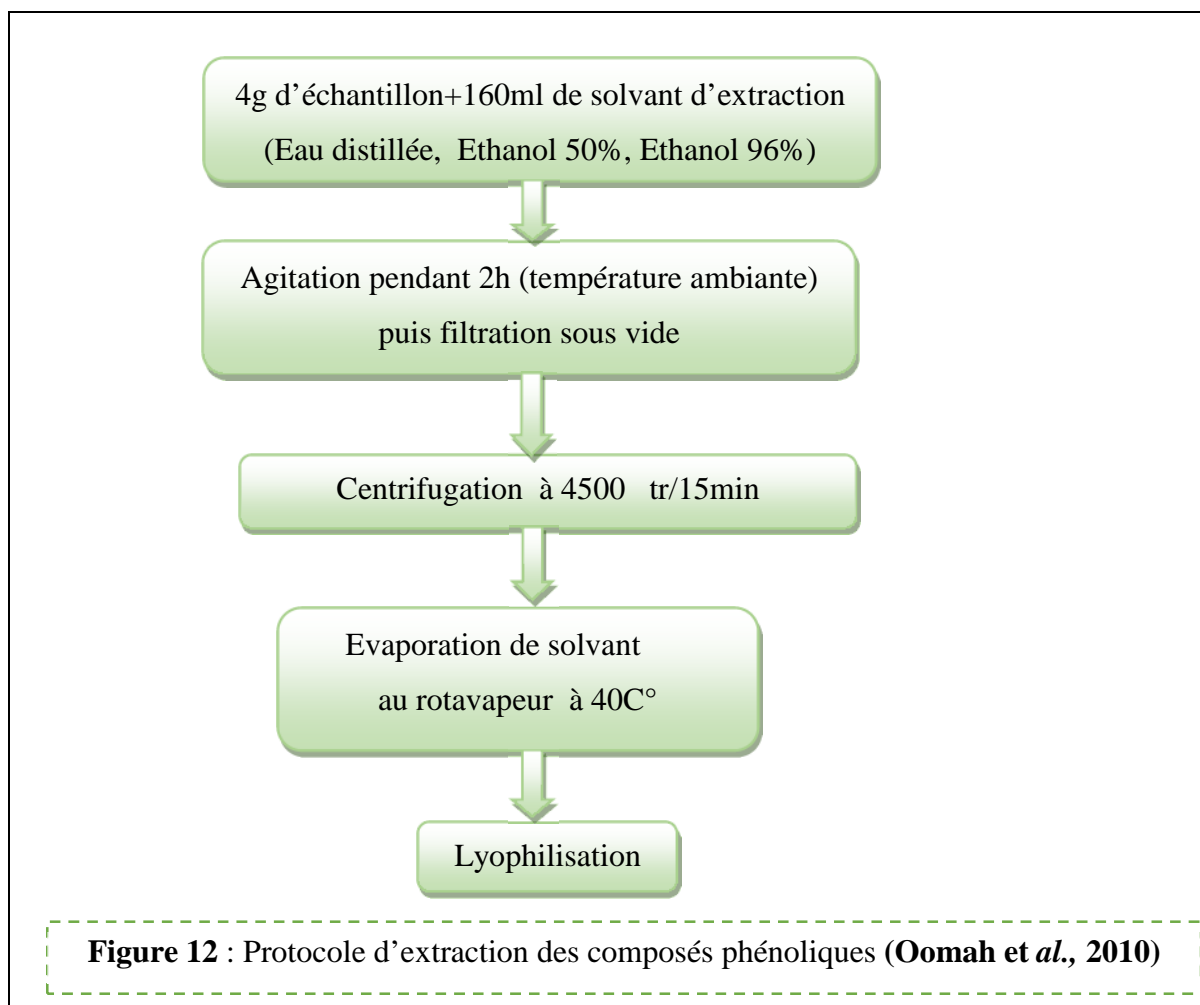 4g d’échantillon+160ml de solvant d’extraction
(Eau distillée, Ethanol 50%, Ethanol 96%)
Agitation pendant 2h (température ambiante)
puis filtration sous vide
Centrifugation à 4500 tr/15min
Evaporation de solvant
au rotavapeur à 40C°
Lyophilisation
Figure 12 : Protocole d’extraction des composés phénoliques (Oomah et al., 2010)